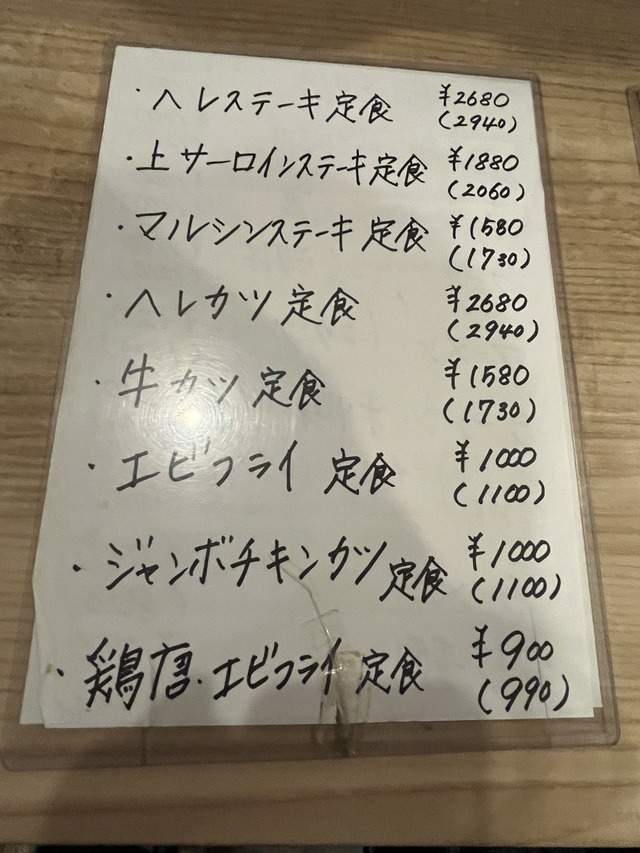 ・ヘレステーキ定食 ¥2680
(2940)
・上サーロインステーキ定食 ¥1880
(2060)
・マルシンステーキ定食 ¥1580
(1730)
・ヘレカツ定食 ¥2680
(2940)
・牛カツ定食 ¥1580
(1730)
・エビフライ定食 ¥1000
(1100)
・ジャンボチキンカツ定食 ¥1000
(1100)
・鶏唐.エビフライ定食 ¥900
(990)